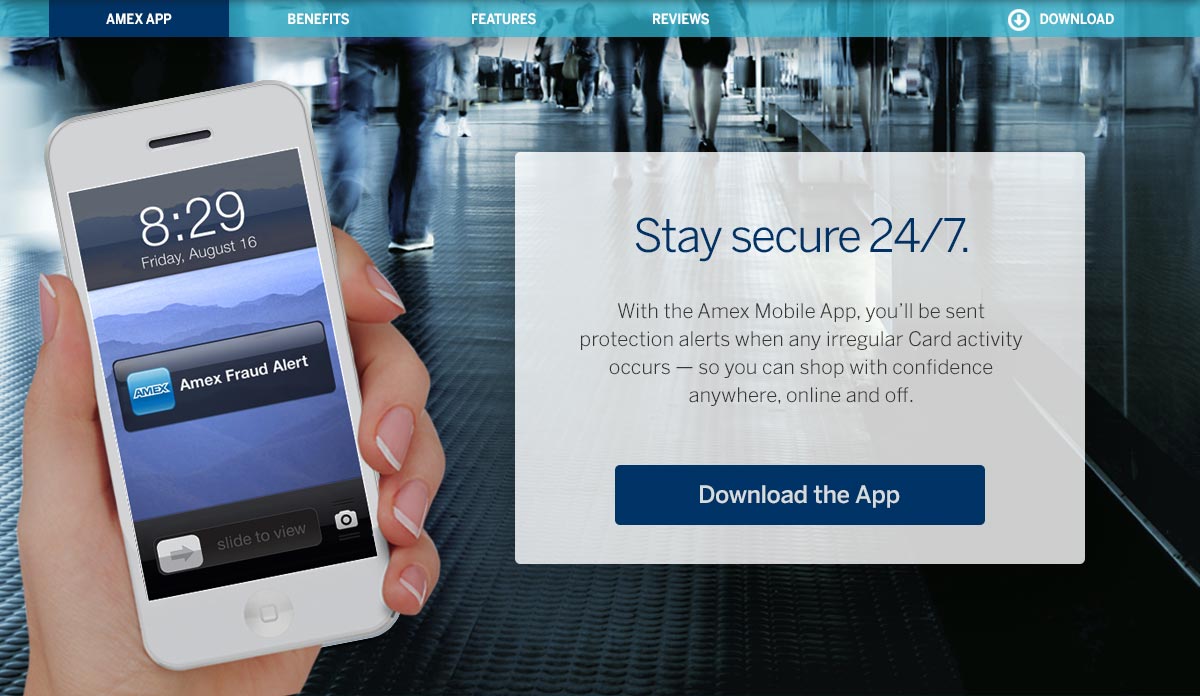 AMEX APP
BENEFITS
FEATURES
REVIEWS
DOWNLOAD
8:29
Friday, August 16
AMEX
Amex Fraud Alert
slide to view
Stay secure 24/7.
With the Amex Mobile App, you'll be sent
protection alerts when any irregular Card activity
occurs — so you can shop with confidence
anywhere, online and off.
Download the App